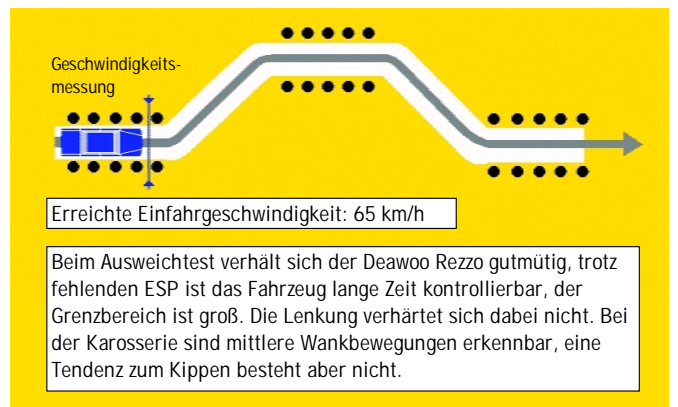 Geschwindigkeits-
messung
Erreichte Einfahrgeschwindigkeit: 65 km/h
Beim Ausweichtest verhält sich der Deawoo Rezzo gutmütig, trotz
fehlenden ESP ist das Fahrzeug lange Zeit kontrollierbar, der
Grenzbereich ist groß. Die Lenkung verhärtet sich dabei nicht. Bei
der Karosserie sind mittlere Wankbewegungen erkennbar, eine
Tendenz zum Kippen besteht aber nicht.